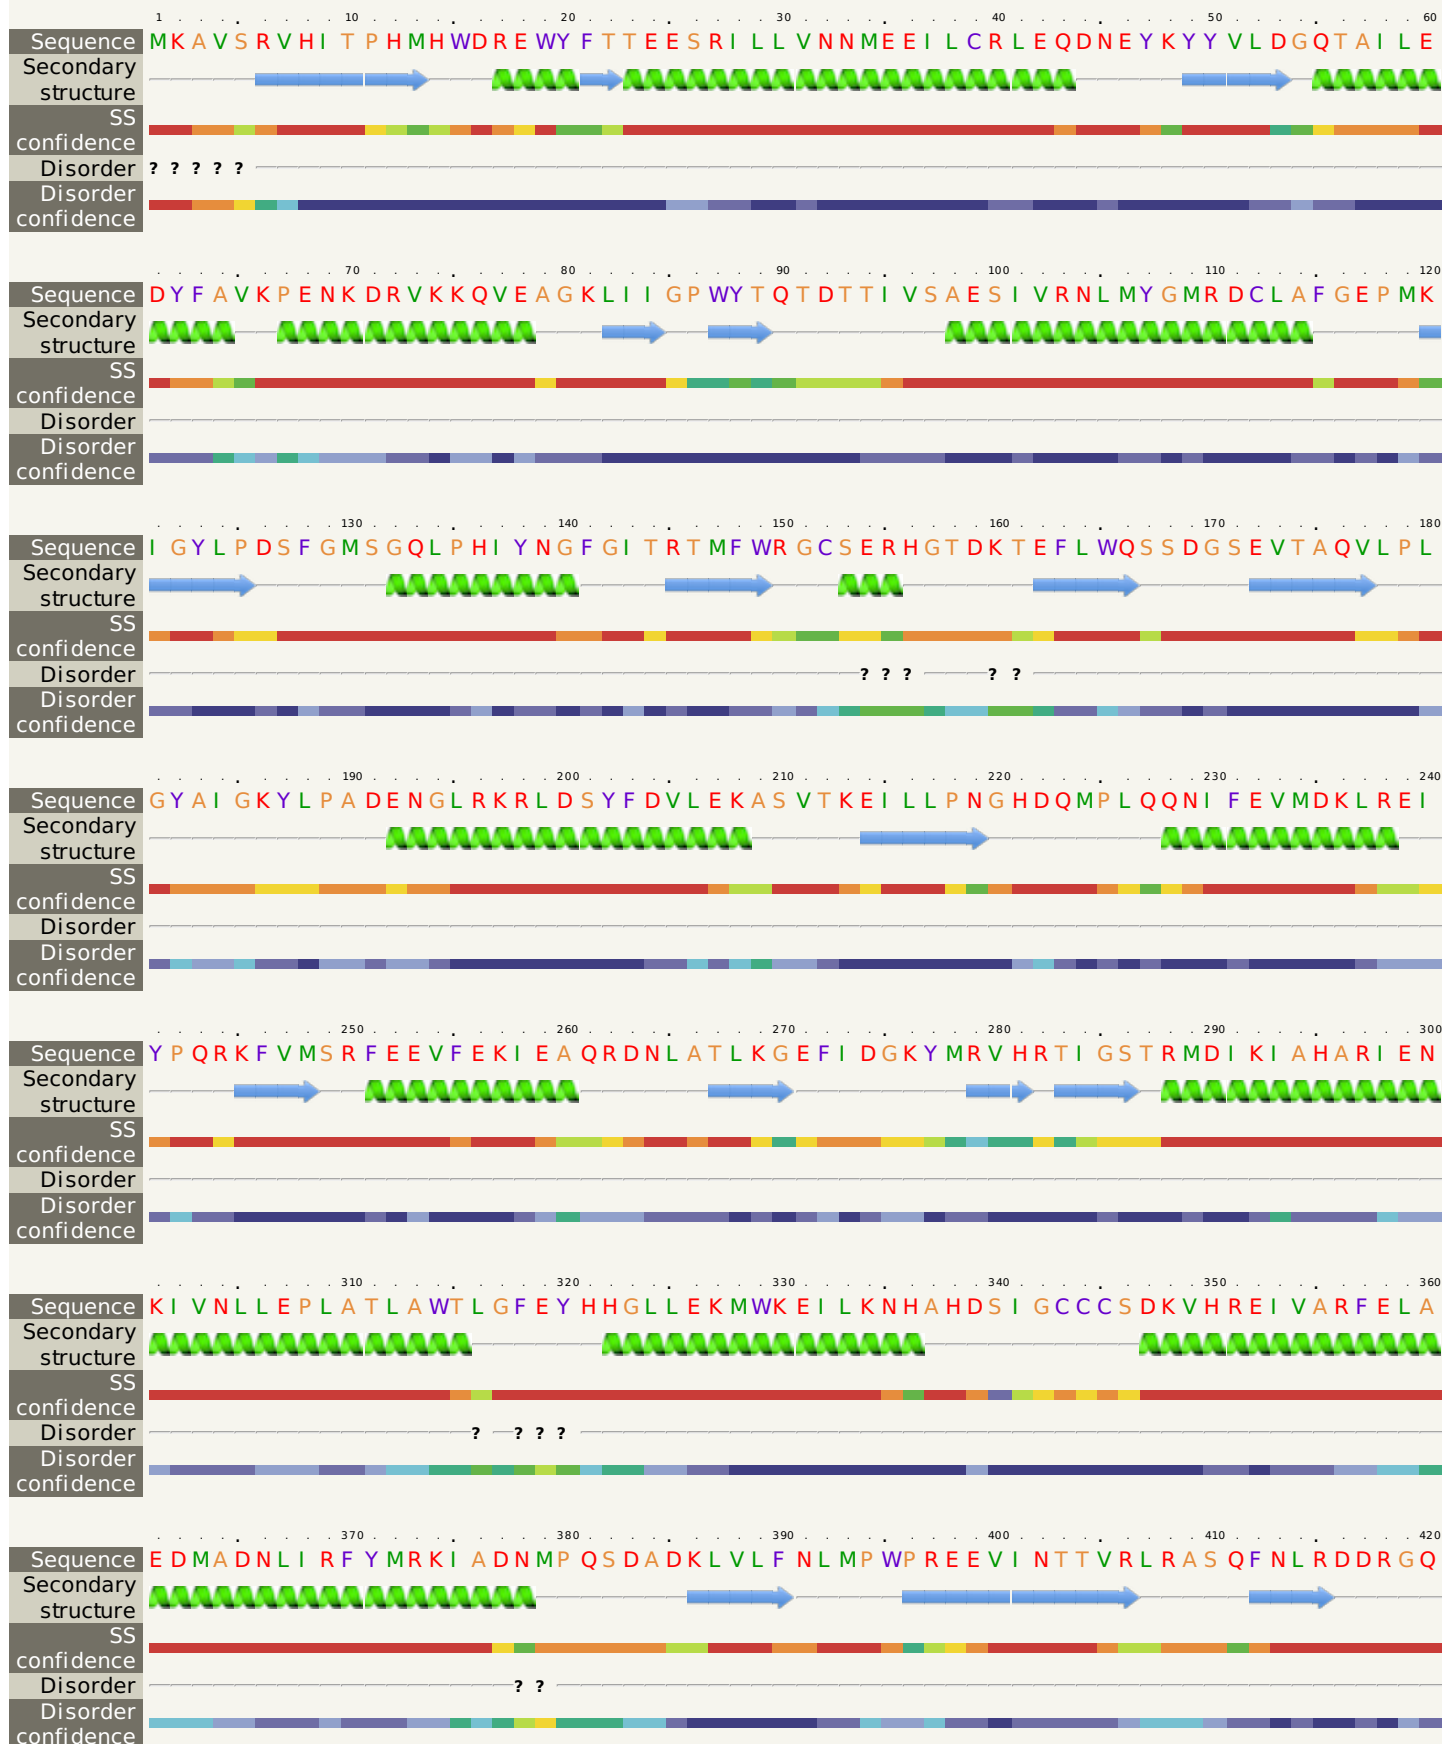 1 10 20 30 40 50 60
Sequence MKAVSRVHITPHMHWDREWYFTTEESRILLVNNMEEILCRLEQDNEYKYYVLDGQTAILE
Secondary
structure
SS
confidence
Disorder ? ? ? ? ?
Disorder
confidence
70 80 90 100 110 120
Sequence DYFAVKPENKDRVKKQVEAGKLIIGPWYTQTDTTIVSAESIVRNLMYGMRDCLAFGEPMK
Secondary
structure
SS
confidence
Disorder
Disorder
confidence
130 140 150 160 170 180
Sequence IGYLPDSFGMSGQLPHIYNGFGITRTMFWRGCSERHGTDKTEFLWQSSDGSEVTAQVLPL
Secondary
structure
SS
confidence
Disorder ? ? ? ? ?
Disorder
confidence
190 200 210 220 230 240
Sequence GYAIGKYLPADENGLRKRLDSYFDVLEKASVTKEILLPNGHDQMPLQQNIFEVMDKLREI
Secondary
structure
SS
confidence
Disorder
Disorder
confidence
250 260 270 280 290 300
Sequence YPQRKFVMSRFEEVFEKIEAQRDNLATLKGEFIDGKYMRVHRTIGSTRMDIKIAHARIEN
Secondary
structure
SS
confidence
Disorder
Disorder
confidence
310 320 330 340 350 360
Sequence KIVNLLEPLATLAWTLGFEYHHGLLEKMWKEILKNHAHDSIGCCCSDKVHREIVARFELA
Secondary
structure
SS
confidence
Disorder ? ? ? ?
Disorder
confidence
370 380 390 400 410 420
Sequence EDMADNLIRFYMRKIADNMPQSDADKLVLFNLMPWPREEVINTTVRLRASQFNLRDDRGQ
Secondary
structure
SS
confidence
Disorder ? ?
Disorder
confidence